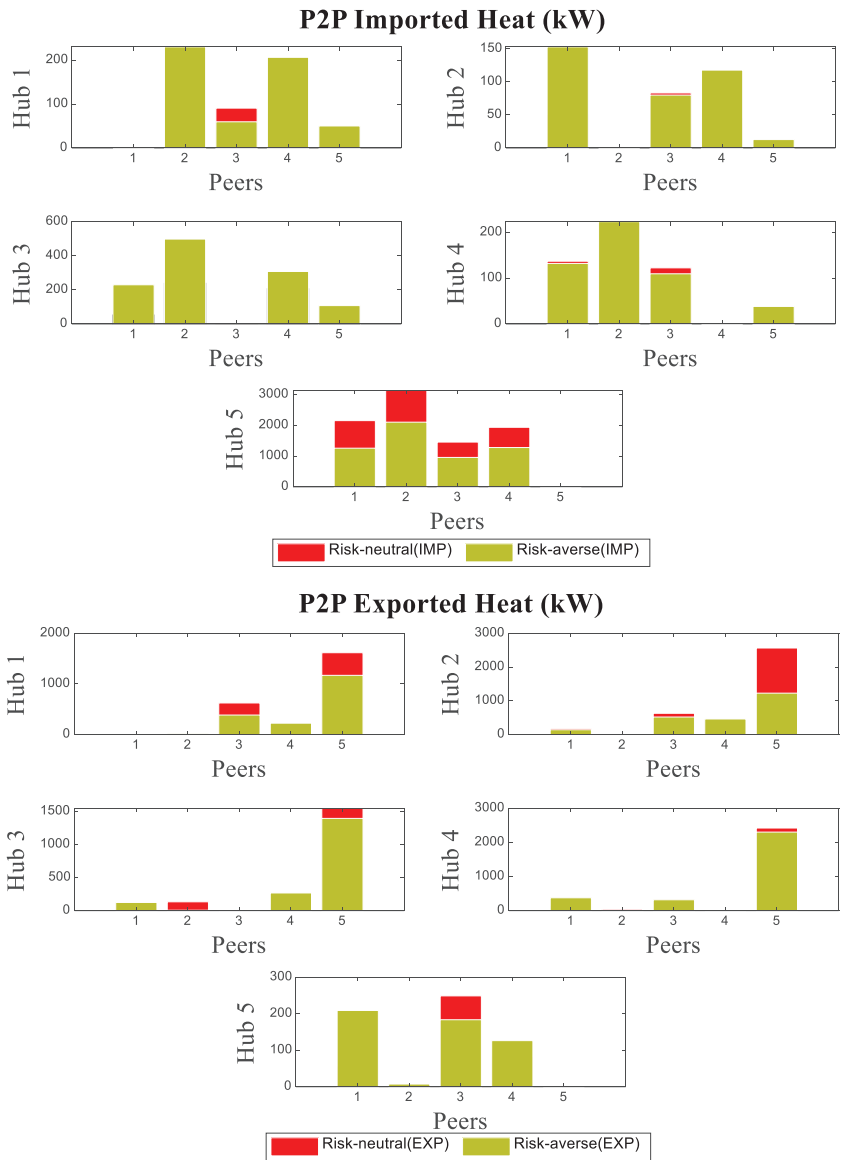 P2P Imported Heat (kW)
Hub 1
200
100
0
1 2 3 4 5
Peers
Hub 2
150
100
50
0
1 2 3 4 5
Peers
Hub 3
600
400
200
0
1 2 3 4 5
Peers
Hub 4
200
100
0
1 2 3 4 5
Peers
Hub 5
3000
2000
1000
0
1 2 3 4 5
Peers
Risk-neutral(IMP) Risk-averse(IMP)
P2P Exported Heat (kW)
Hub 1
2000
1000
0
1 2 3 4 5
Peers
Hub 2
3000
2000
1000
0
1 2 3 4 5
Peers
Hub 3
1500
1000
500
0
1 2 3 4 5
Peers
Hub 4
3000
2000
1000
0
1 2 3 4 5
Peers
Hub 5
300
200
100
0
1 2 3 4 5
Peers
Risk-neutral(EXP) Risk-averse(EXP)